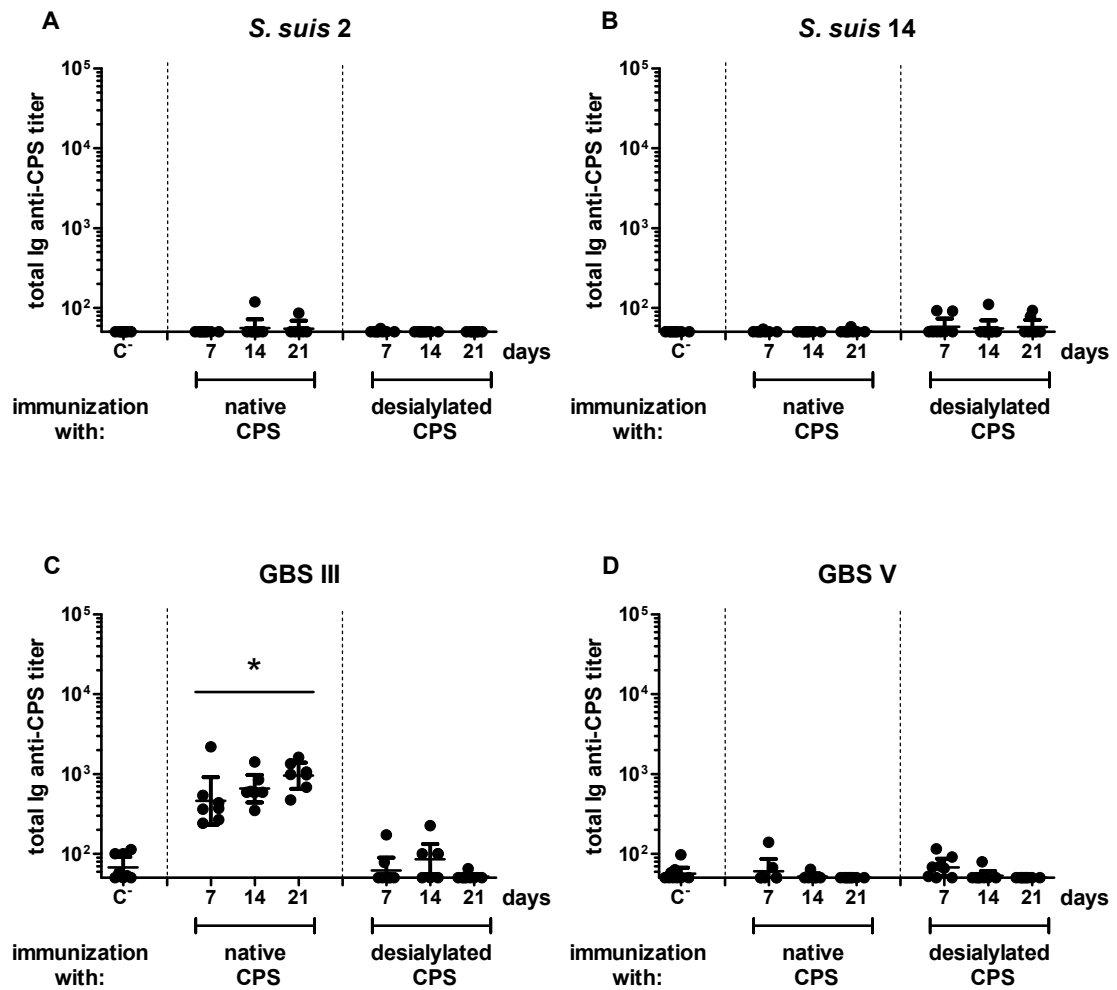 A
S. suis 2
total Ig anti-CPS titer
10⁵
10⁴
10³
10²
C⁻ 7 14 21 7 14 21 days
immunization with:
native CPS
desialylated CPS
B
S. suis 14
total Ig anti-CPS titer
10⁵
10⁴
10³
10²
C⁻ 7 14 21 7 14 21 days
immunization with:
native CPS
desialylated CPS
C
GBS III
total Ig anti-CPS titer
10⁵
10⁴
10³
10²
*
C⁻ 7 14 21 7 14 21 days
immunization with:
native CPS
desialylated CPS
D
GBS V
total Ig anti-CPS titer
10⁵
10⁴
10³
10²
C⁻ 7 14 21 7 14 21 days
immunization with:
native CPS
desialylated CPS